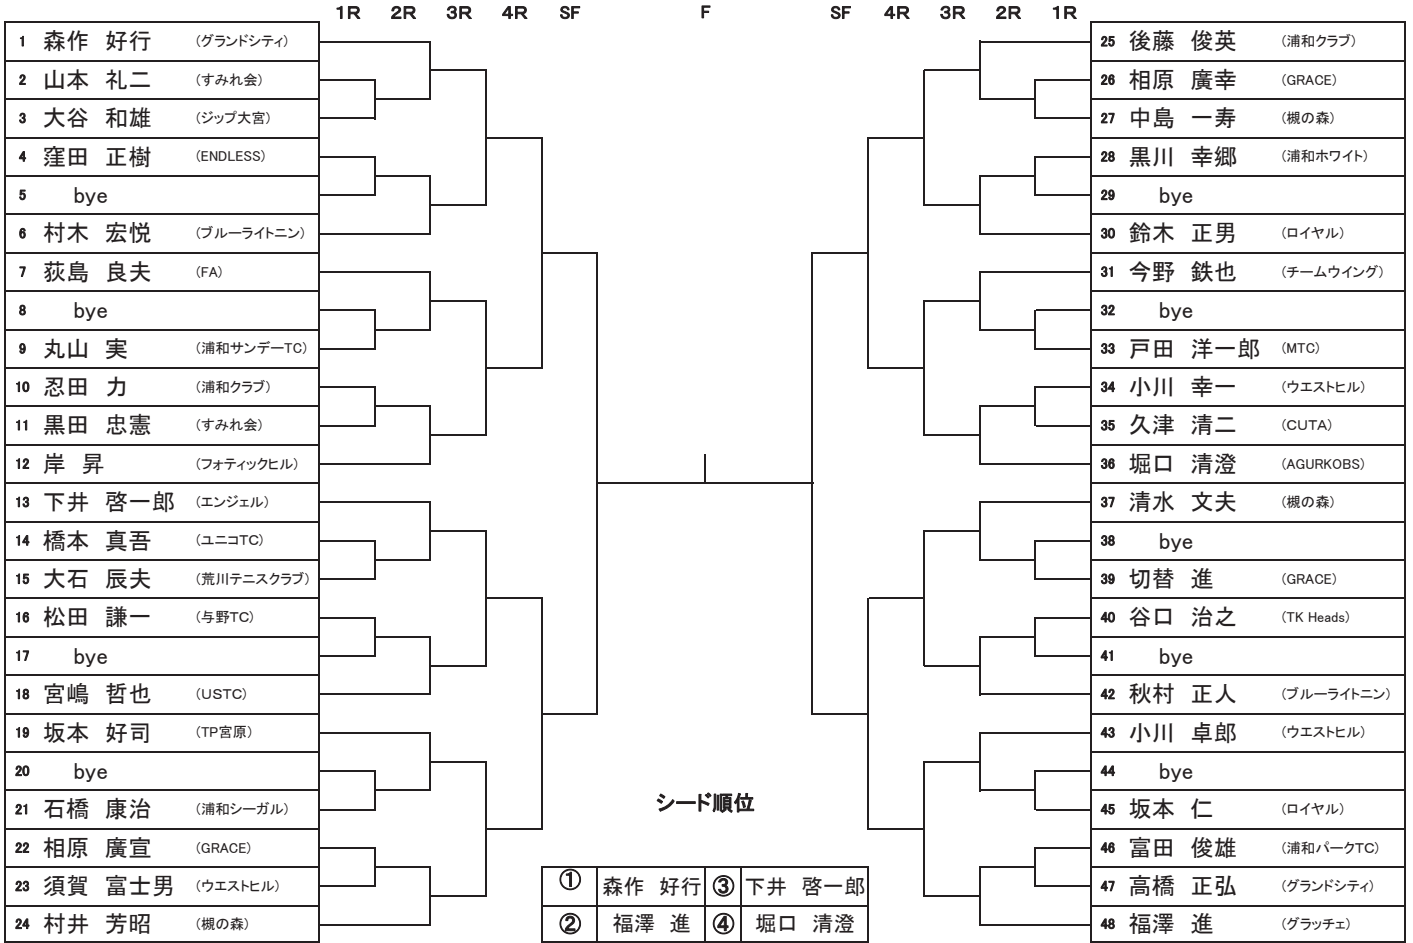 1R 2R 3R 4R SF F SF 4R 3R 2R 1R
1 森作 好行 (グランドシティ)
2 山本 礼二 (すみれ会)
3 大谷 和雄 (ジップ大宮)
4 窪田 正樹 (ENDLESS)
5 bye
6 村木 宏悦 (ブルーライトニン)
7 荻島 良夫 (FA)
8 bye
9 丸山 実 (浦和サンデーTC)
10 忍田 力 (浦和クラブ)
11 黒田 忠憲 (すみれ会)
12 岸 昇 (フォティックヒル)
13 下井 啓一郎 (エンジェル)
14 橋本 真吾 (ユニコTC)
15 大石 辰夫 (荒川テニスクラブ)
16 松田 謙一 (与野TC)
17 bye
18 宮嶋 哲也 (USTC)
19 坂本 好司 (TP宮原)
20 bye
21 石橋 康治 (浦和シーガル)
22 相原 廣宣 (GRACE)
23 須賀 富士男 (ウエストヒル)
24 村井 芳昭 (槻の森)
25 後藤 俊英 (浦和クラブ)
26 相原 廣幸 (GRACE)
27 中島 一寿 (槻の森)
28 黒川 幸郷 (浦和ホワイト)
29 bye
30 鈴木 正男 (ロイヤル)
31 今野 鉄也 (チームウイング)
32 bye
33 戸田 洋一郎 (MTC)
34 小川 幸一 (ウエストヒル)
35 久津 清二 (CUTA)
36 堀口 清澄 (AGURKOBS)
37 清水 文夫 (槻の森)
38 bye
39 切替 進 (GRACE)
40 谷口 治之 (TK Heads)
41 bye
42 秋村 正人 (ブルーライトニン)
43 小川 卓郎 (ウエストヒル)
44 bye
45 坂本 仁 (ロイヤル)
46 富田 俊雄 (浦和パークTC)
47 高橋 正弘 (グランドシティ)
48 福澤 進 (グラッチェ)
シード順位
① 森作 好行 ③ 下井 啓一郎
② 福澤 進 ④ 堀口 清澄